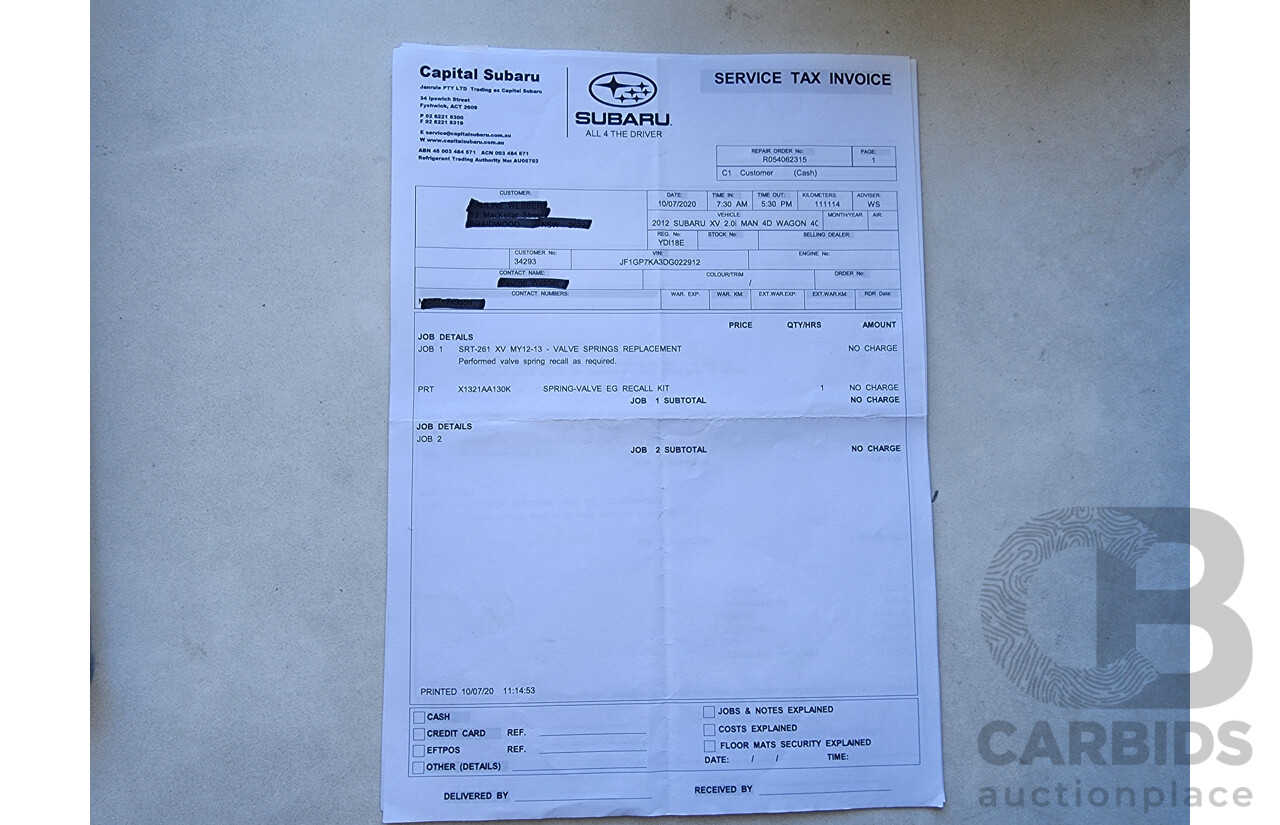 Capital Subaru
Janrule PTY LTD Trading as Capital Subaru
34 Ipswich Street
Fyshwick, ACT 2609
P 02 6221 5300
F 02 6221 5319
E service@capitalsubaru.com.au
W www.capitalsubaru.com.au
ABN 48 003 484 571 ACN 003 484 571
Refrigerant Trading Authority No: AU08782
SUBARU
ALL 4 THE DRIVER
SERVICE TAX INVOICE
REPAIR ORDER No: PAGE:
R054062315 1
C1 Customer (Cash)
CUSTOMER:
DATE: TIME IN: TIME OUT: KILOMETERS: ADVISER:
10/07/2020 7:30 AM 5:30 PM 111114 WS
VEHICLE: MONTH/YEAR AIR:
2012 SUBARU XV 2.0i MAN 4D WAGON 4C
REG. No: STOCK No: SELLING DEALER:
YDI18E
CUSTOMER No: VIN: ENGINE No:
34293 JF1GP7KA3DG022912
CONTACT NAME: COLOUR/TRIM ORDER No:
/
CONTACT NUMBERS: WAR. EXP: WAR. KM: EXT.WAR.EXP: EXT.WAR.KM: RDR Date:
PRICE QTY/HRS AMOUNT
JOB DETAILS
JOB 1 SRT-261 XV MY12-13 - VALVE SPRINGS REPLACEMENT NO CHARGE
Performed valve spring recall as required.
PRT X1321AA130K SPRING-VALVE EG RECALL KIT 1 NO CHARGE
JOB 1 SUBTOTAL NO CHARGE
JOB DETAILS
JOB 2
JOB 2 SUBTOTAL NO CHARGE
PRINTED 10/07/20 11:14:53
CASH
CREDIT CARD REF.
EFTPOS REF.
OTHER (DETAILS)
JOBS & NOTES EXPLAINED
COSTS EXPLAINED
FLOOR MATS SECURITY EXPLAINED
DATE: / / TIME:
DELIVERED BY RECEIVED BY
CB
CARBIDS
auctionplace